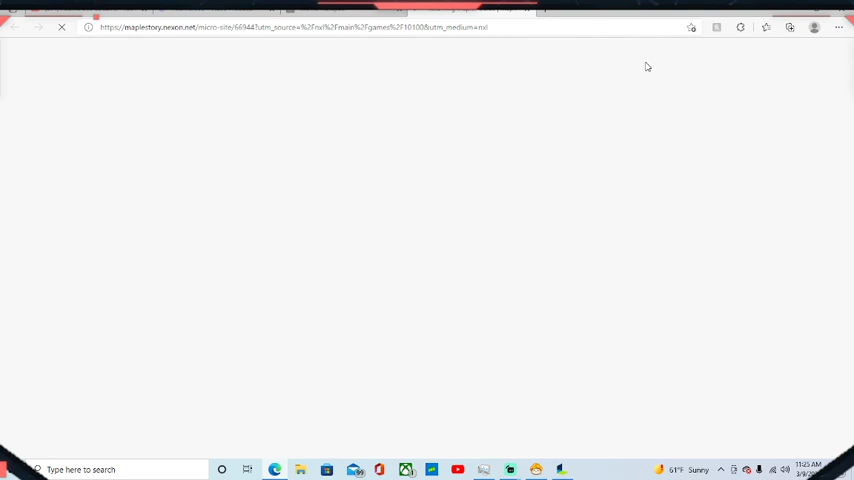 https://maplestory.nexon.net/micro-site/66944?utm_source=%2Fnxl%2Fmain%2Fgames%2F10100&utm_medium=nxl
Type here to search
61°F Sunny
11:25 AM